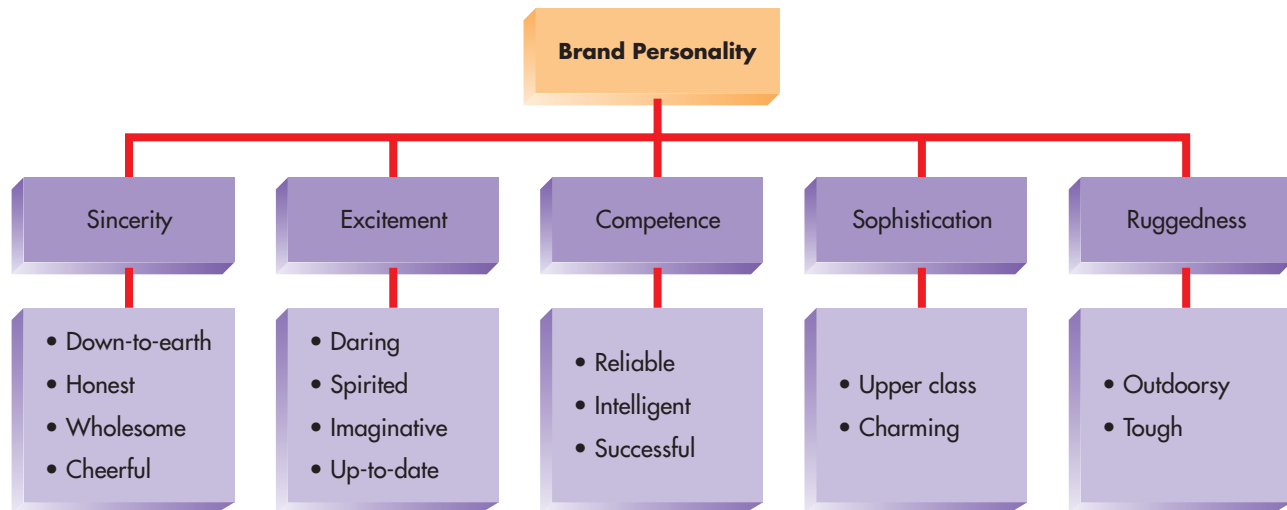 Brand Personality
Sincerity
Excitement
Competence
Sophistication
Ruggedness
• Down-to-earth
• Honest
• Wholesome
• Cheerful
• Daring
• Spirited
• Imaginative
• Up-to-date
• Reliable
• Intelligent
• Successful
• Upper class
• Charming
• Outdoorsy
• Tough